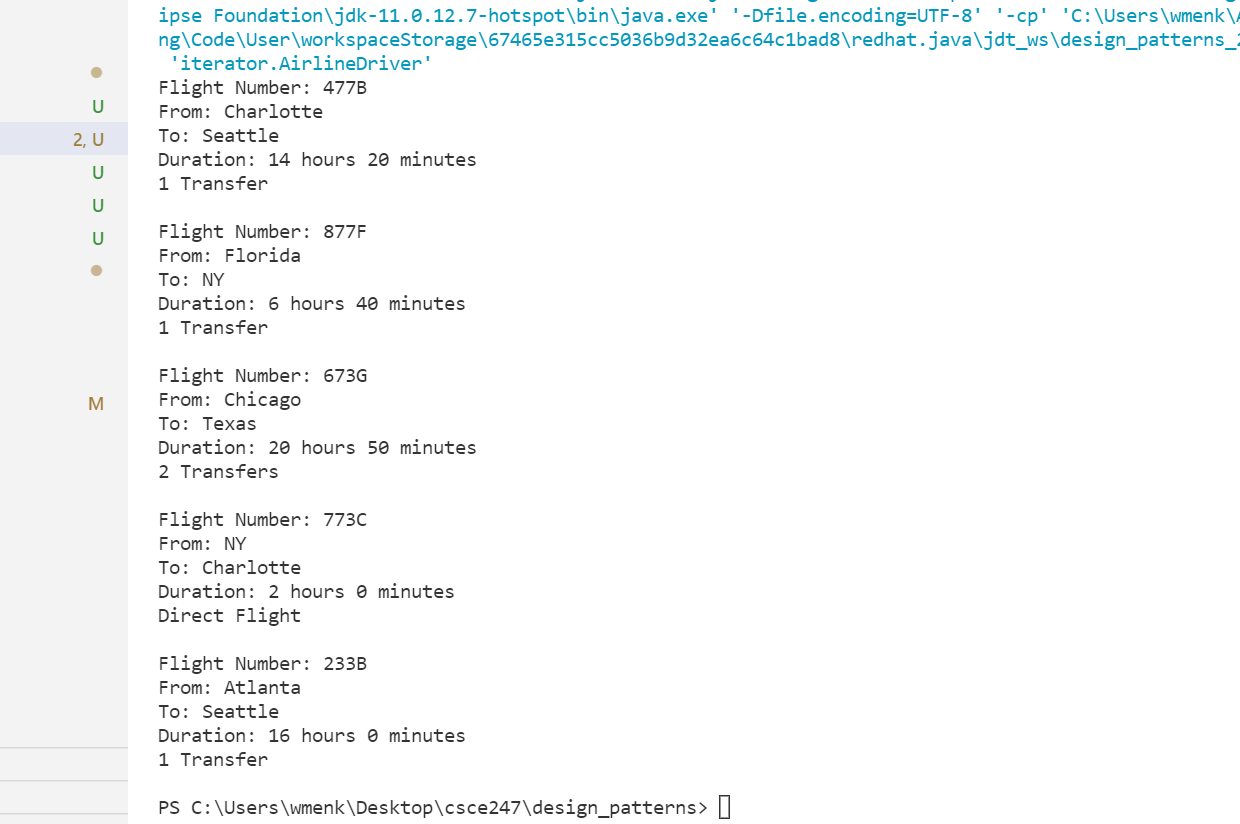 ipse Foundation\jdk-11.0.12.7-hotspot\bin\java.exe' '-Dfile.encoding=UTF-8' '-cp' 'C:\Users\wmenk\A
ng\Code\User\workspaceStorage\67465e315cc5036b9d32ea6c64c1bad8\redhat.java\jdt_ws\design_patterns_2
'iterator.AirlineDriver'
Flight Number: 477B
U
From: Charlotte
2, U
To: Seattle
Duration: 14 hours 20 minutes
U
1 Transfer
U
Flight Number: 877F
U
From: Florida
To: NY
Duration: 6 hours 40 minutes
1 Transfer
Flight Number: 673G
M
From: Chicago
To: Texas
Duration: 20 hours 50 minutes
2 Transfers
Flight Number: 773C
From: NY
To: Charlotte
Duration: 2 hours 0 minutes
Direct Flight
Flight Number: 233B
From: Atlanta
To: Seattle
Duration: 16 hours 0 minutes
1 Transfer
PS C:\Users\wmenk\Desktop\csce247\design_patterns>